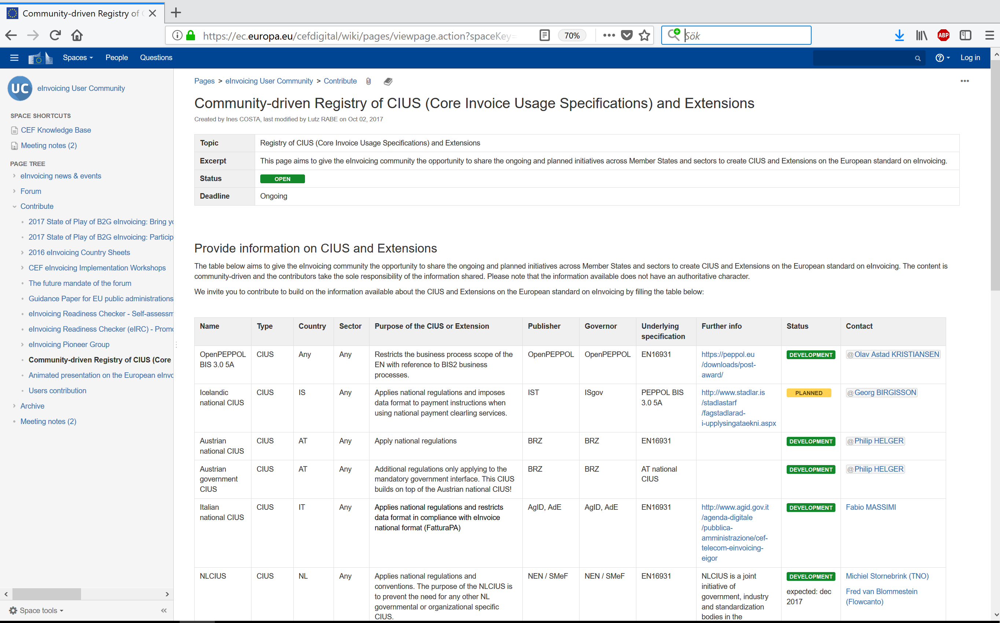 Community-driven Registry of
https://ec.europa.eu/cefdigital/wiki/pages/viewpage.action?spaceKey=
70%
Sök
ABP
Spaces
People
Questions
Log in
UC
eInvoicing User Community
SPACE SHORTCUTS
CEF Knowledge Base
Meeting notes (2)
PAGE TREE
eInvoicing news & events
Forum
Contribute
2017 State of Play of B2G eInvoicing: Bring
2017 State of Play of B2G eInvoicing: Particip
2016 eInvoicing Country Sheets
CEF eInvoicing Implementation Workshops
The future mandate of the forum
Guidance Paper for EU public administrations
eInvoicing Readiness Checker - Self-assessm
eInvoicing Readiness Checker (eIRC) - Promo
eInvoicing Pioneer Group
Community-driven Registry of CIUS (Core
Animated presentation on the European eInvo
Users contribution
Archive
Meeting notes (2)
Space tools
Pages > eInvoicing User Community > Contribute
Community-driven Registry of CIUS (Core Invoice Usage Specifications) and Extensions
Created by Ines COSTA, last modified by Lutz RABE on Oct 02, 2017
Topic Registry of CIUS (Core Invoice Usage Specifications) and Extensions
Excerpt This page aims to give the eInvoicing community the opportunity to share the ongoing and planned initiatives across Member States and sectors to create CIUS and Extensions on the European standard on eInvoicing.
Status OPEN
Deadline Ongoing
Provide information on CIUS and Extensions
The table below aims to give the eInvoicing community the opportunity to share the ongoing and planned initiatives across Member States and sectors to create CIUS and Extensions on the European standard on eInvoicing. The content is
community-driven and the contributors take the sole responsibility of the information shared. Please note that the information available does not have an authoritative character.
We invite you to contribute to build on the information available about the CIUS and Extensions on the European standard on eInvoicing by filling the table below:
Name Type Country Sector Purpose of the CIUS or Extension Publisher Governor Underlying Further info Status Contact
specification
OpenPEPPOL CIUS Any Any Restricts the business process scope of the OpenPEPPOL OpenPEPPOL EN16931 https://peppol.eu DEVELOPMENT @Olav Astad KRISTIANSEN
BIS 3.0 5A EN with reference to BIS2 business /downloads/post-
processes. award/
Icelandic CIUS IS Any Applies national regulations and imposes IST ISgov PEPPOL BIS http://www.stadlar.is PLANNED @Georg BIRGISSON
national CIUS data format to payment instructions when 3.0 5A /stadlastarf
using national payment clearling services. /fagstadlarad-
i-upplysingataekni.aspx
Austrian CIUS AT Any Apply national regulations BRZ BRZ EN16931 DEVELOPMENT @Philip HELGER
national CIUS
Austrian CIUS AT Any Additional regulations only applying to the BRZ BRZ AT national DEVELOPMENT @Philip HELGER
government mandatory government interface. This CIUS CIUS
CIUS builds on top of the Austrian national CIUS!
Italian CIUS IT Any Applies national regulations and restricts AgID, AdE AgID, AdE EN16931 http://www.agid.gov.it DEVELOPMENT Fabio MASSIMI
national CIUS data format in compliance with eInvoice /agenda-digitale
national format (FatturaPA) /pubblica-
amministrazione/cef-
telecom-einvoicing-
eigor
NLCIUS CIUS NL Any Applies national regulations and NEN / SMeF NEN / SMeF EN16931 NLCIUS is a joint DEVELOPMENT Michiel Stornebrink (TNO)
conventions. The purpose of the NLCIUS is initiative of expected: dec Fred van Blommestein
to prevent the need for any other NL government, industry 2017 (Flowcanto)
governmental or organizational specific and standardization
CIUS. bodies in the